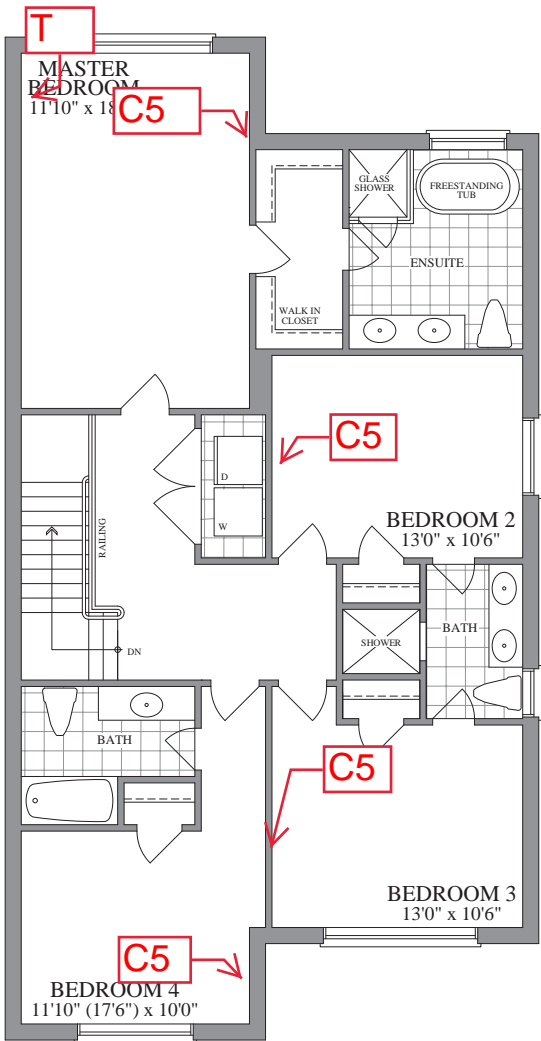 T
MASTER
BEDROOM
11'10" x 18
C5
GLASS
SHOWER
FREESTANDING
TUB
ENSUITE
WALK IN
CLOSET
C5
D
W
BEDROOM 2
13'0" x 10'6"
RAILING
DN
SHOWER
BATH
BATH
C5
BEDROOM 3
13'0" x 10'6"
C5
BEDROOM 4
11'10" (17'6") x 10'0"